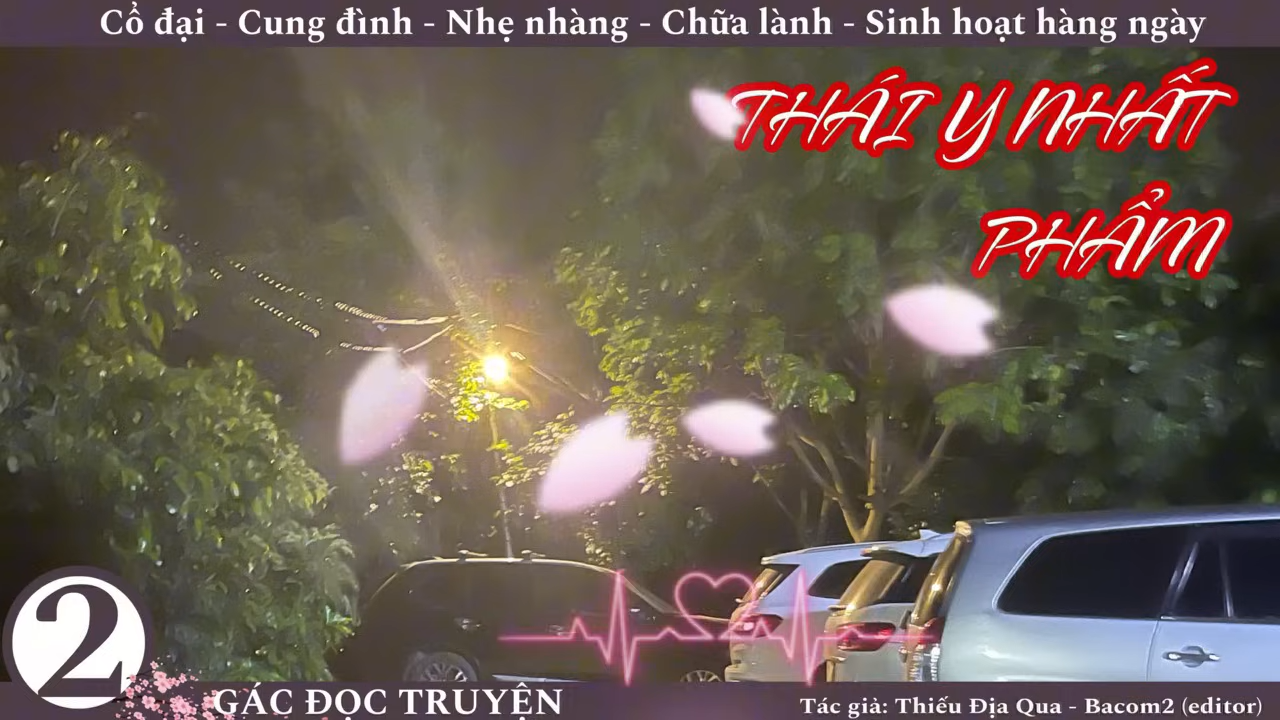 Cổ đại - Cung đình - Nhẹ nhàng - Chữa lành - Sinh hoạt hàng ngày
THÁI Y NHẤT
PHẨM
2
GÁC ĐỌC TRUYỆN
Tác giả: Thiếu Địa Qua - Bacom2 (editor)